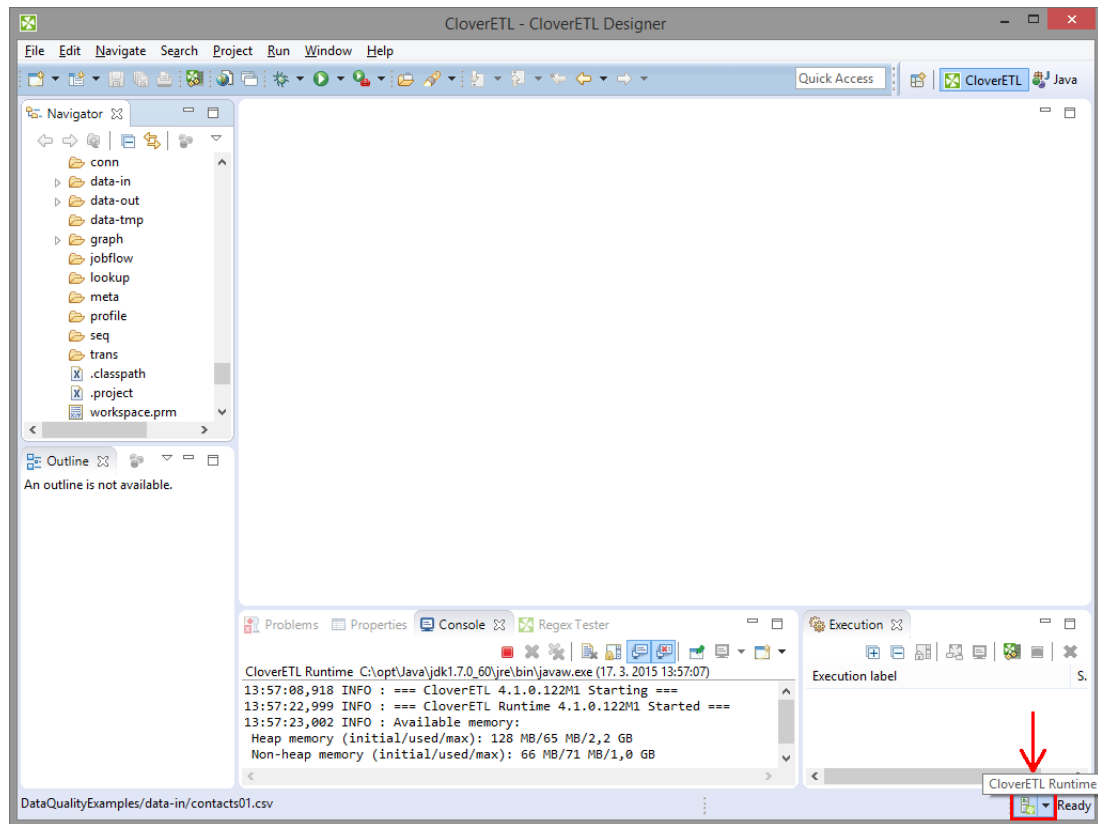 CloverETL - CloverETL Designer
File Edit Navigate Search Project Run Window Help
Quick Access
CloverETL
Java
Navigator
conn
data-in
data-out
data-tmp
graph
jobflow
lookup
meta
profile
seq
trans
.classpath
.project
workspace.prm
Outline
An outline is not available.
Problems Properties Console Regex Tester
CloverETL Runtime C:\opt\Java\jdk1.7.0_60\jre\bin\javaw.exe (17. 3. 2015 13:57:07)
13:57:08,918 INFO : === CloverETL 4.1.0.122M1 Starting ===
13:57:22,999 INFO : === CloverETL Runtime 4.1.0.122M1 Started ===
13:57:23,002 INFO : Available memory:
Heap memory (initial/used/max): 128 MB/65 MB/2,2 GB
Non-heap memory (initial/used/max): 66 MB/71 MB/1,0 GB
Execution
Execution label S.
CloverETL Runtime
DataQualityExamples/data-in/contacts01.csv
Ready